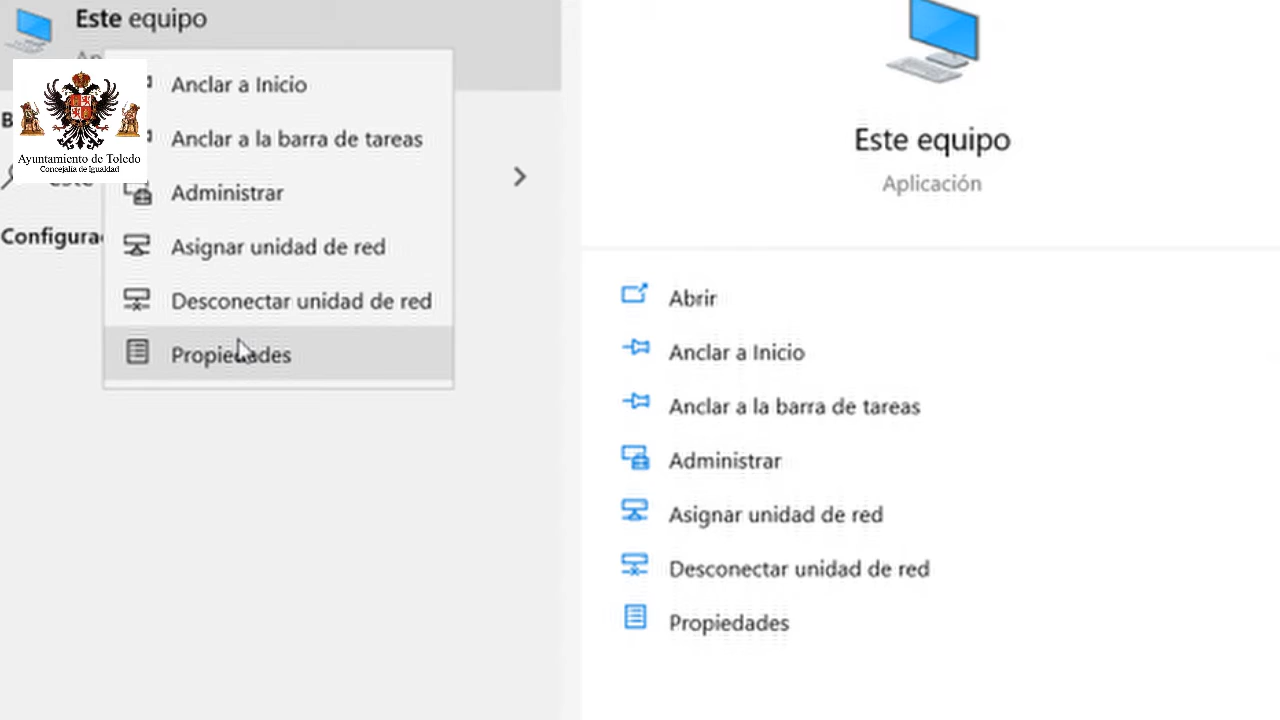 Este equipo
Ap
Anclar a Inicio
Anclar a la barra de tareas
Administrar
Asignar unidad de red
Desconectar unidad de red
Propiedades
B
Ayuntamiento de Toledo
Concejalía de Igualdad
Configura
Este equipo
Aplicación
Abrir
Anclar a Inicio
Anclar a la barra de tareas
Administrar
Asignar unidad de red
Desconectar unidad de red
Propiedades